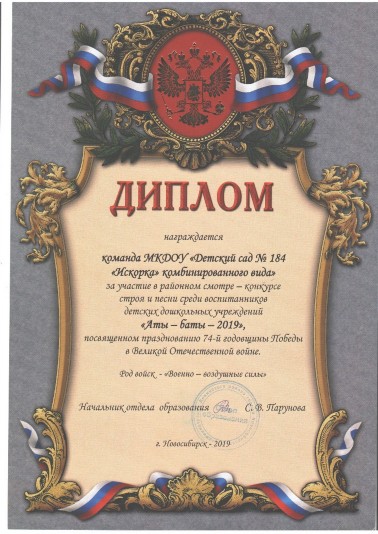 ДИПЛОМ
награждается
команда МКДОУ «Детский сад № 184
«Искорка» комбинированного вида»
за участие в районном смотре – конкурсе
строя и песни среди воспитанников
детских дошкольных учреждений
«Аты – баты – 2019»,
посвященном празднованию 74-й годовщины Победы
в Великой Отечественной войне.
Род войск - «Военно – воздушные силы»
Начальник отдела образования С. В. Парунова
г. Новосибирск - 2019